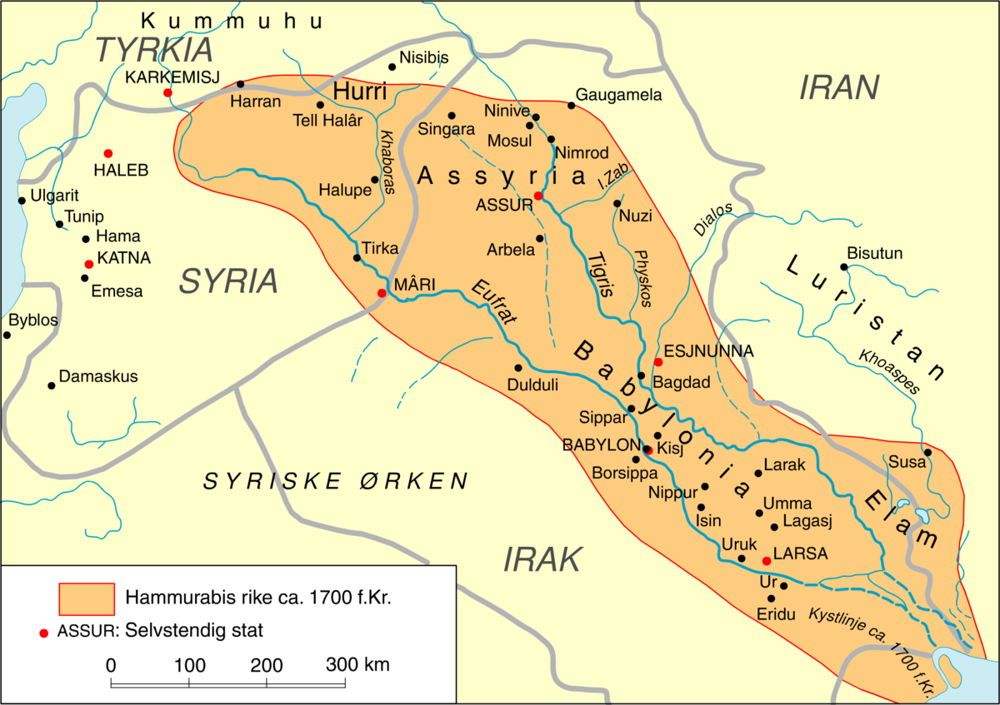 Kummuhu
TYRKIA
KARKEMISJ
Nisibis
IRAN
Harran
Hurri
Gaugamela
Tell Halâr
Ninive
Singara
Mosul
Nimrod
Khaboras
HALEB
Assyria
I.Zab
Halupe
Ulgarit
ASSUR
Nuzi
Dialos
Tunip
Hama
Arbela
Tirka
Bisutun
KATNA
Physkos
Tigris
Luristan
SYRIA
MÂRI
Emesa
Eufrat
Byblos
Babylonia
ESJNUNNA
Khoaspes
Damaskus
Dulduli
Bagdad
Sippar
BABYLON
Kisj
Larak
Susa
Borsippa
SYRISKE ØRKEN
Nippur
Elam
Umma
Isin
Lagasj
Uruk
LARSA
IRAK
Ur
Eridu
Kystlinje ca. 1700 f.Kr.
Hammurabis rike ca. 1700 f.Kr.
ASSUR: Selvstendig stat
0 100 200 300 km